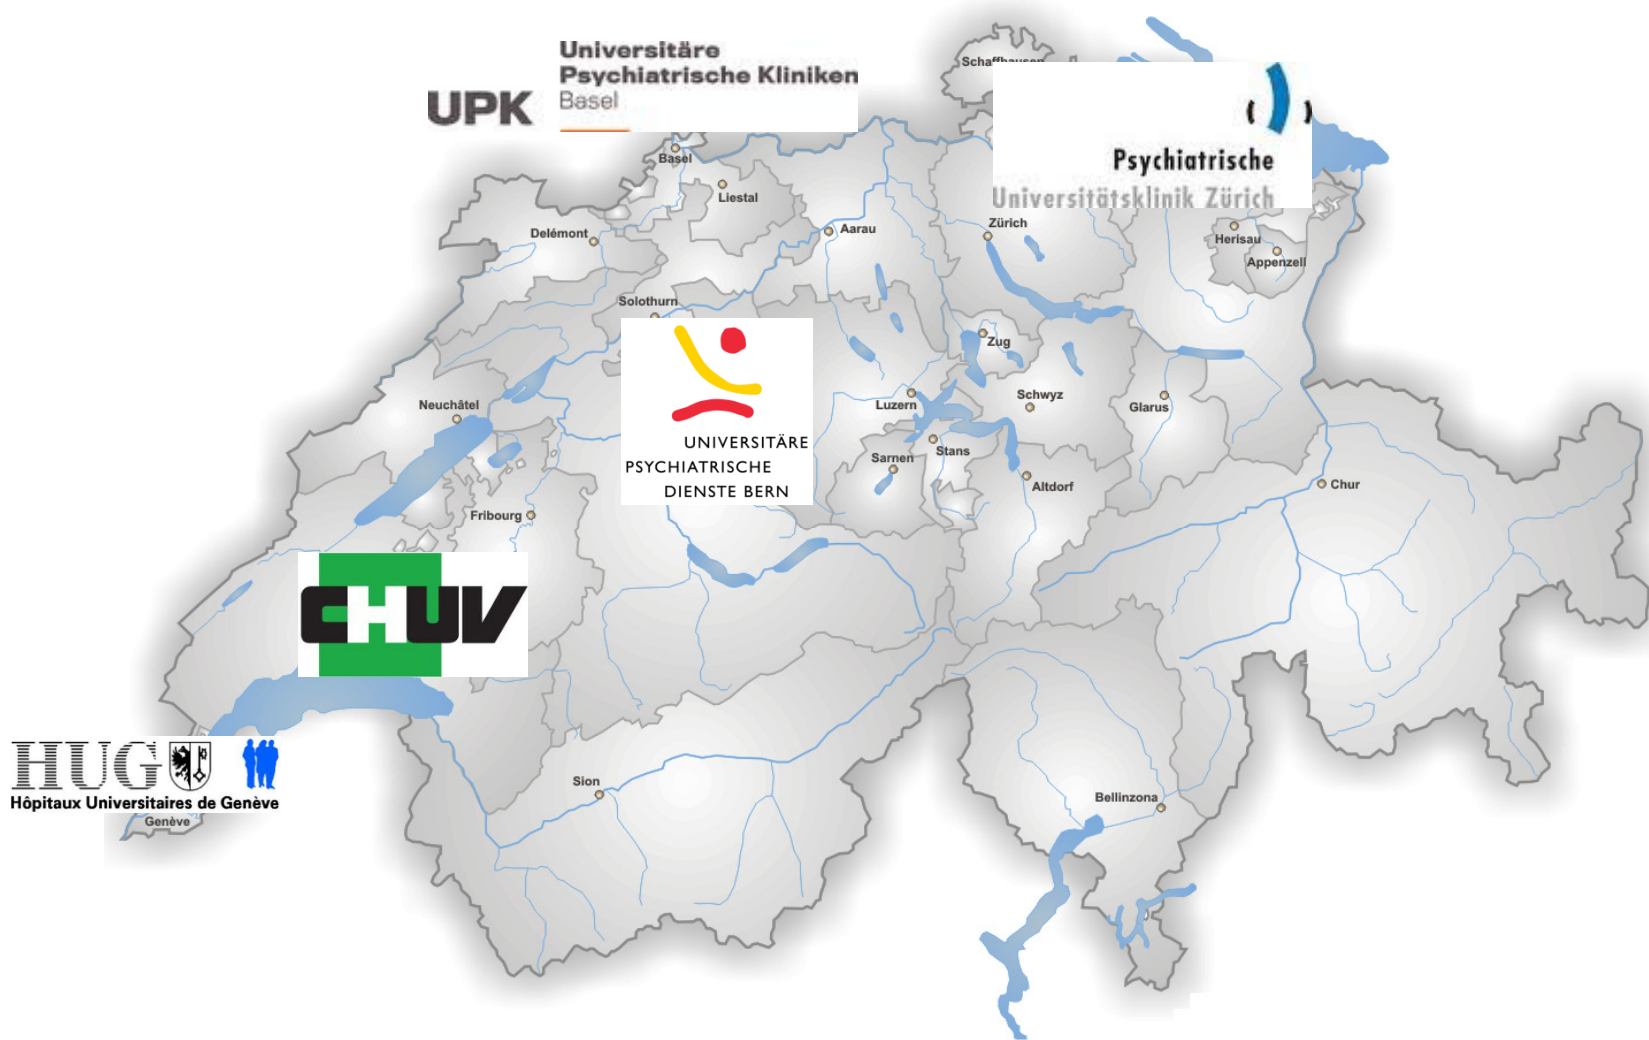 Universitäre
Psychiatrische Kliniken
Basel
UPK
Schaffhausen
Psychiatrische
Universitätsklinik Zürich
Basel
Liestal
Delémont
Aarau
Zürich
Herisau
Appenzell
Solothurn
Zug
Neuchâtel
Luzern
Schwyz
Glarus
UNIVERSITÄRE
PSYCHIATRISCHE
DIENSTE BERN
Stans
Sarnen
Altdorf
Chur
Fribourg
CHUV
HUG
Hôpitaux Universitaires de Genève
Genève
Sion
Bellinzona